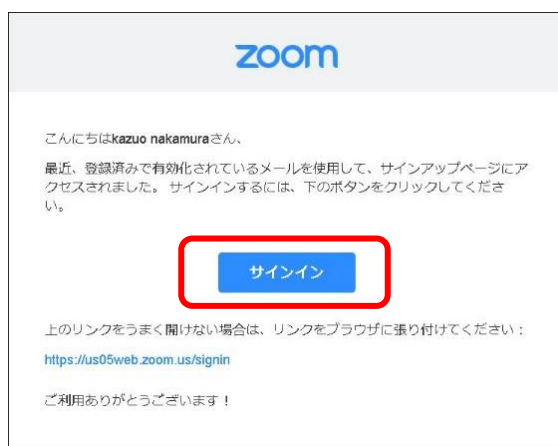 zoom
こんにちはkazuo nakamuraさん、
最近、登録済みで有効化されているメールを使用して、サインアップページにア
クセスされました。 サインインするには、下のボタンをクリックしてくださ
い。
サインイン
上のリンクをうまく開けない場合は、リンクをブラウザに張り付けてください：
https://us05web.zoom.us/signin
ご利用ありがとうございます！